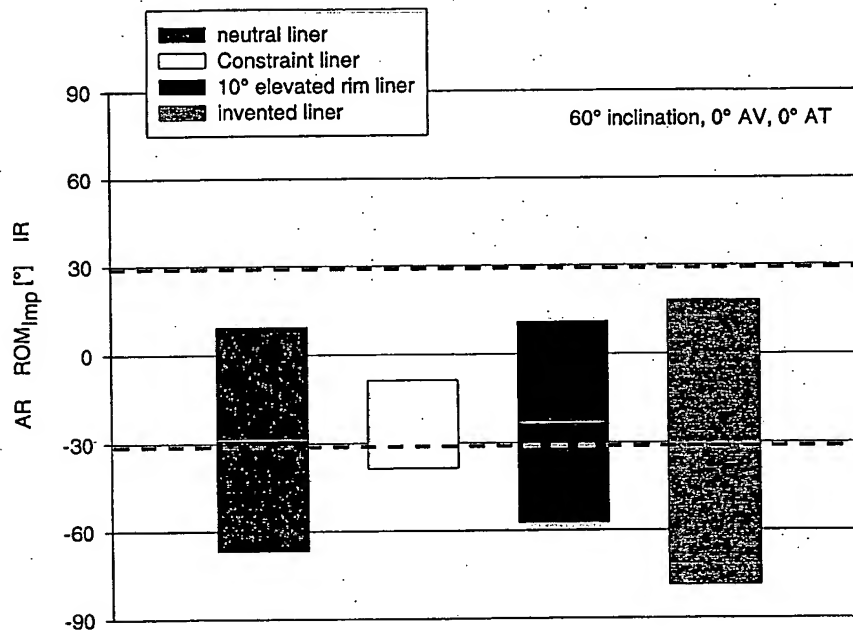 neutral liner
Constraint liner
10° elevated rim liner
invented liner
60° inclination, 0° AV, 0° AT
90
60
30
0
-30
-60
-90
AR ROMImp [°] IR